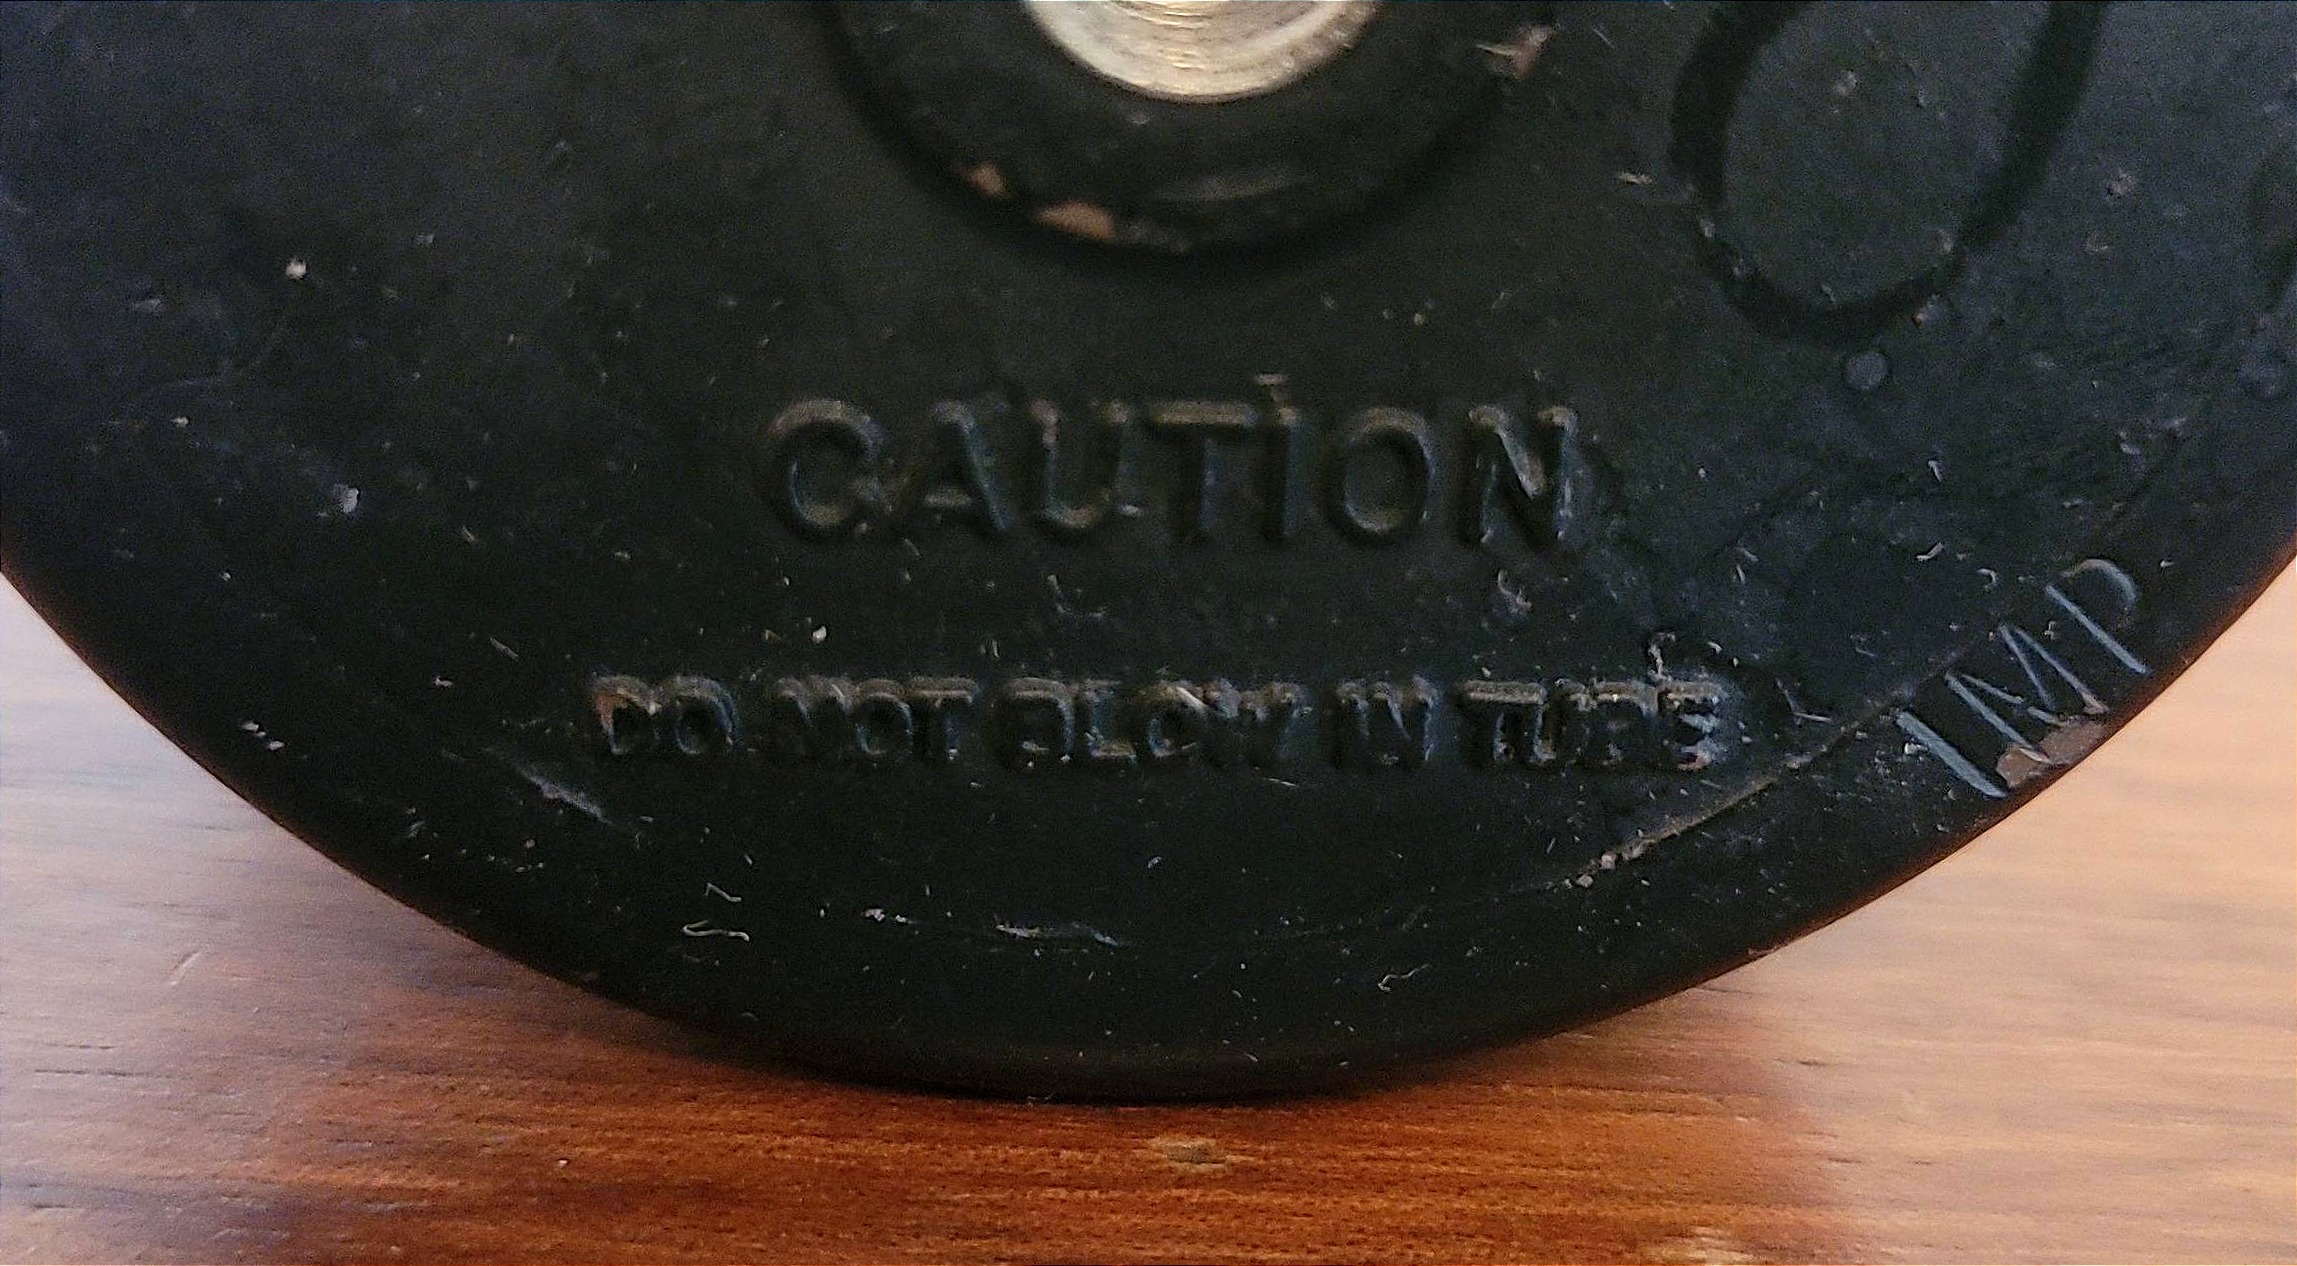 CAUTION
DO NOT BLOW IN TUBE
IMP